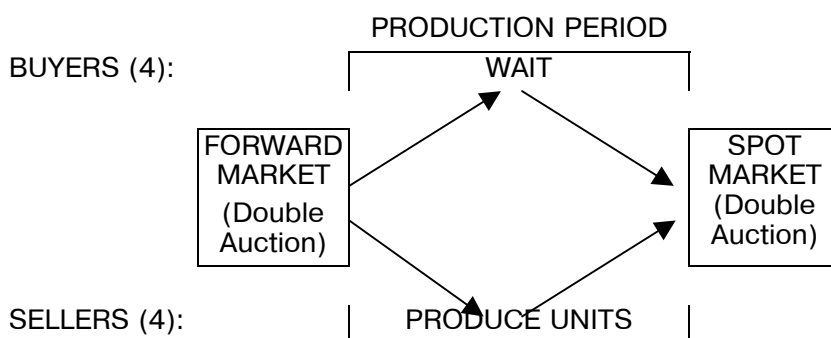 PRODUCTION PERIOD
BUYERS (4):
WAIT
FORWARD
MARKET
(Double
Auction)
SPOT
MARKET
(Double
Auction)
SELLERS (4):
PRODUCE UNITS